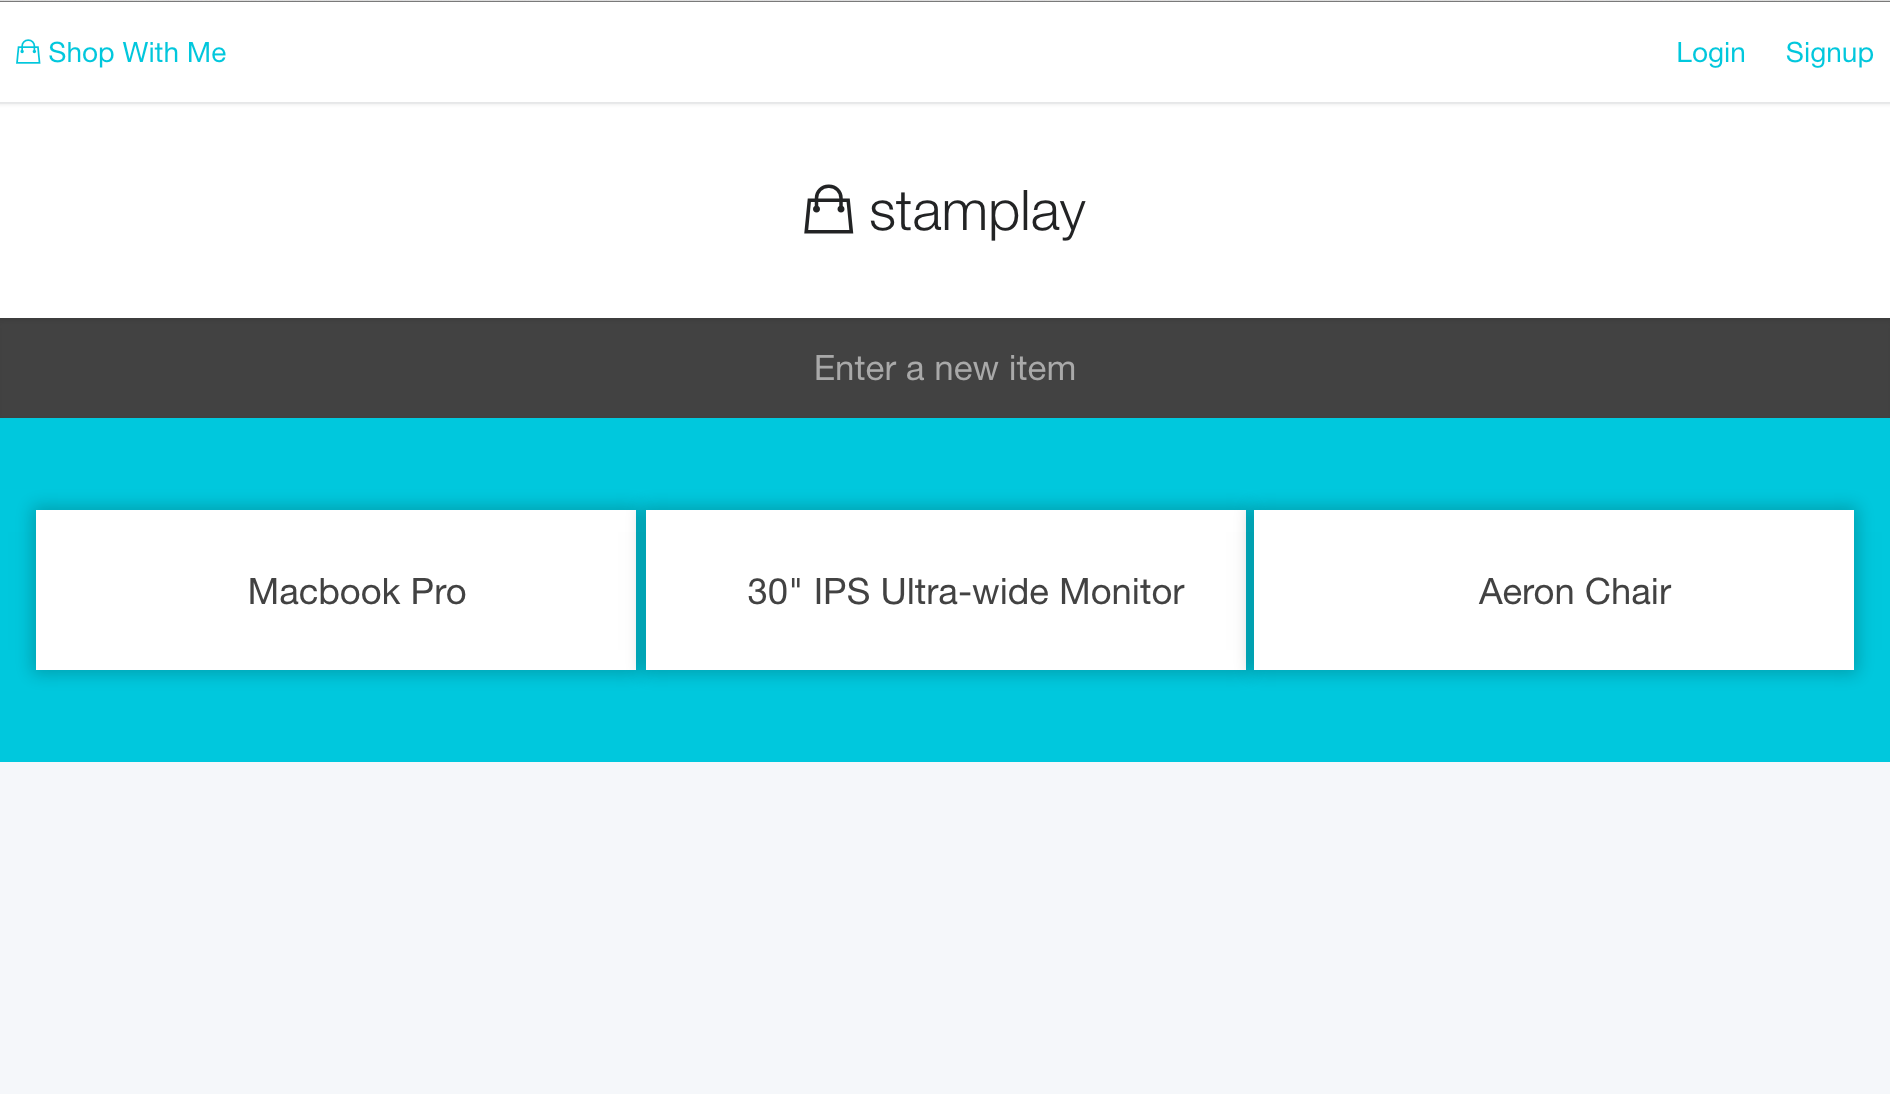 Shop With Me
Login
Signup
stamplay
Enter a new item
Macbook Pro
30" IPS Ultra-wide Monitor
Aeron Chair